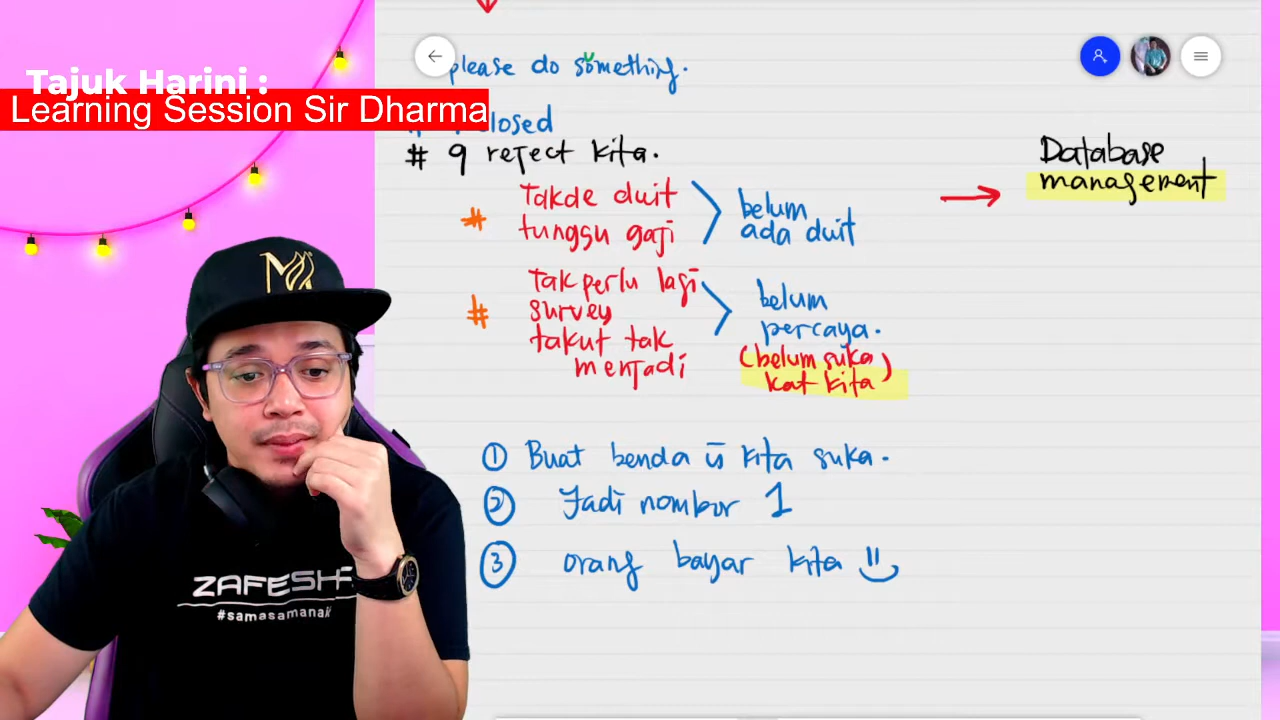 Tajuk Harini :
Learning Session Sir Dharma
please do something.
closed
# 9 reject kita.
# takde duit
tunggu gaji
belum
ada duit
# tak perlu lagi
survey
takut tak
menjadi
belum
percaya.
(belum suka
kat kita)
Database
management
① Buat benda kita suka.
② Jadi nombor 1
③ orang bayar kita
ZAFESHA
#samasamanaik